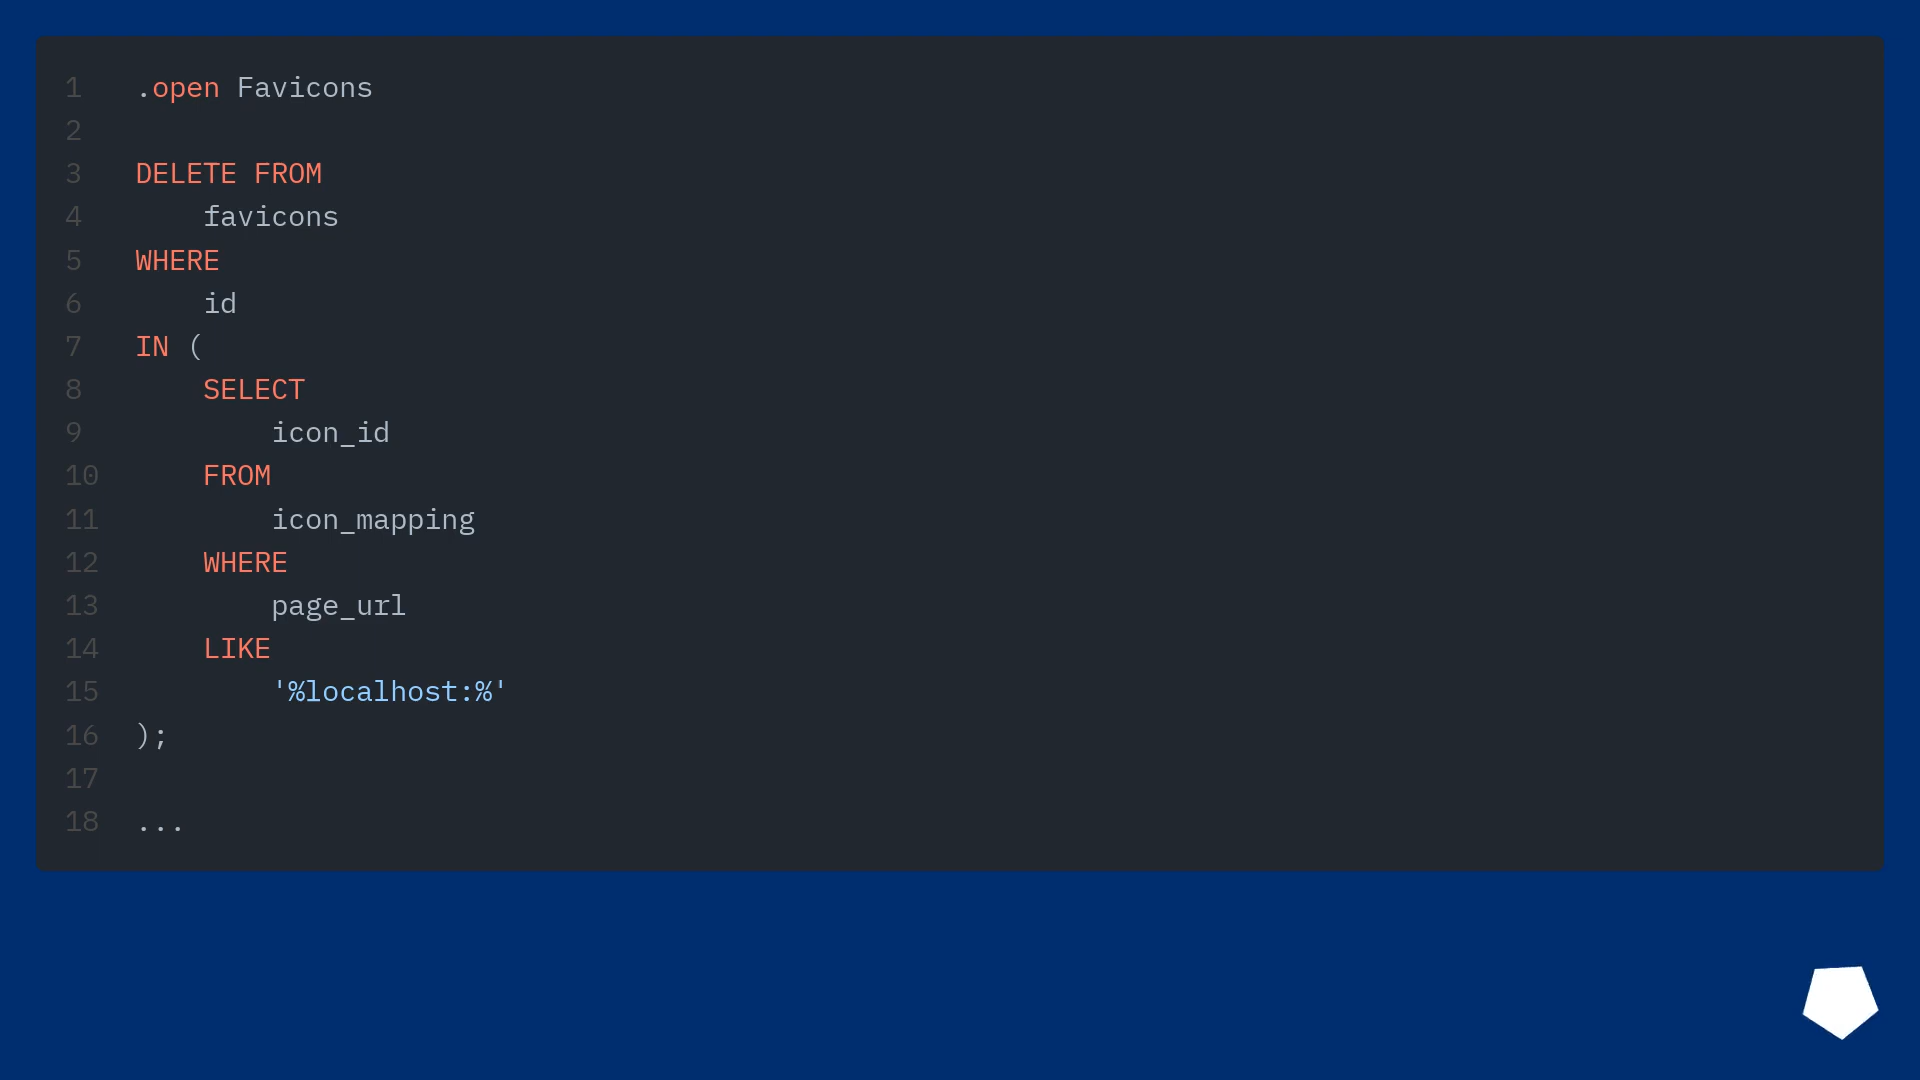 1 .open Favicons
2
3 DELETE FROM
4 favicons
5 WHERE
6 id
7 IN (
8 SELECT
9 icon_id
10 FROM
11 icon_mapping
12 WHERE
13 page_url
14 LIKE
15 '%localhost:%'
16 );
17
18 ...